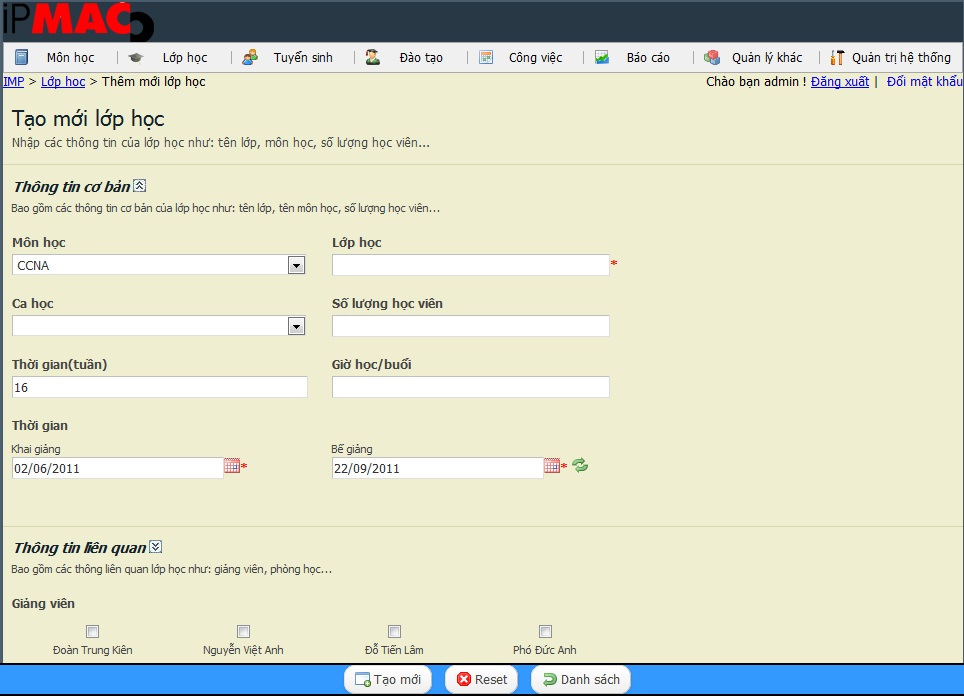 iPMAC
Môn học Lớp học Tuyển sinh Đào tạo Công việc Báo cáo Quản lý khác Quản trị hệ thống
IMP > Lớp học > Thêm mới lớp học Chào bạn admin ! Đăng xuất | Đổi mật khẩu
Tạo mới lớp học
Nhập các thông tin của lớp học như: tên lớp, môn học, số lượng học viên...
Thông tin cơ bản
Bao gồm các thông tin cơ bản của lớp học như: tên lớp, tên môn học, số lượng học viên...
Môn học Lớp học
CCNA *
Ca học Số lượng học viên
Thời gian(tuần) Giờ học/buổi
16
Thời gian
Khai giảng Bế giảng
02/06/2011 * 22/09/2011 *
Thông tin liên quan
Bao gồm các thông liên quan lớp học như: giảng viên, phòng học...
Giảng viên
Đoàn Trung Kiên Nguyễn Việt Anh Đỗ Tiến Lâm Phó Đức Anh
Tạo mới Reset Danh sách